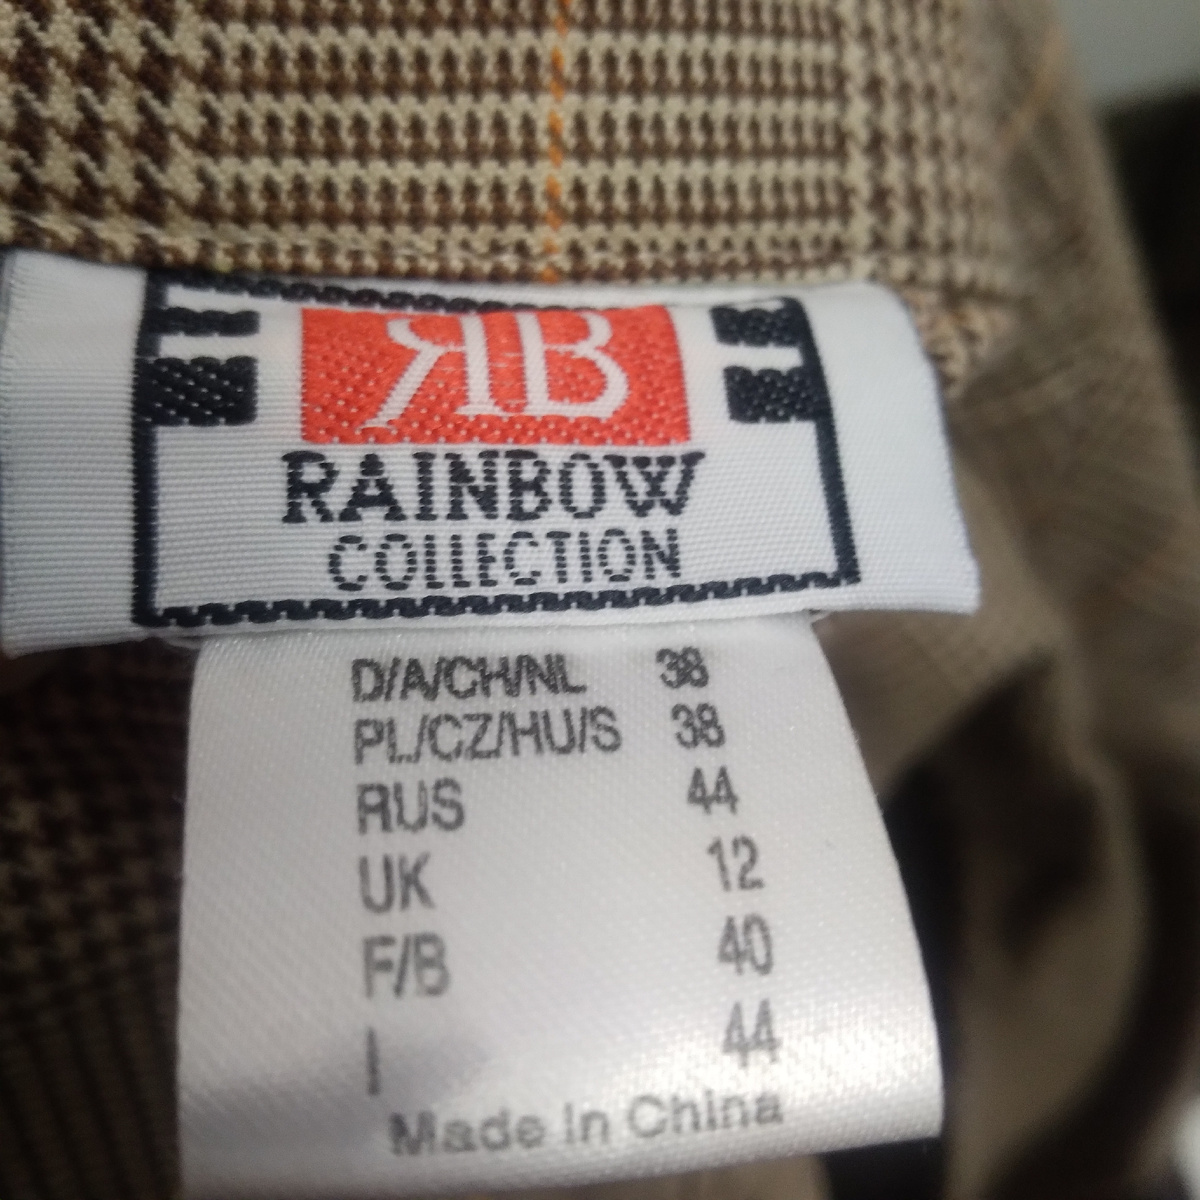 RB
RAINBOW
COLLECTION
D/A/CH/NL 38
PL/CZ/HU/S 38
RUS 44
UK 12
F/B 40
I 44
Made in China